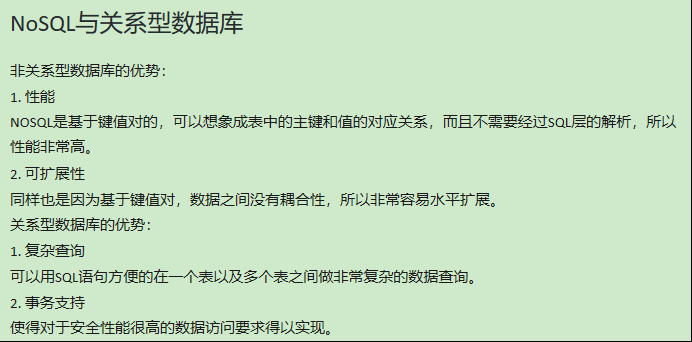 NoSQL与关系型数据库
非关系型数据库的优势：
1. 性能
NOSQL是基于键值对的，可以想象成表中的主键和值的对应关系，而且不需要经过SQL层的解析，所以
性能非常高。
2. 可扩展性
同样也是因为基于键值对，数据之间没有耦合性，所以非常容易水平扩展。
关系型数据库的优势：
1. 复杂查询
可以用SQL语句方便的在一个表以及多个表之间做非常复杂的数据查询。
2. 事务支持
使得对于安全性能很高的数据访问要求得以实现。